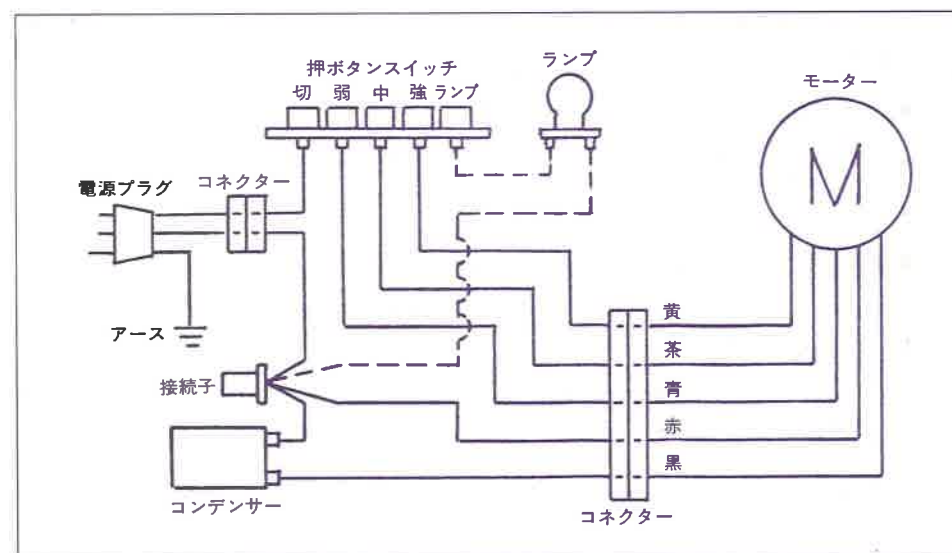 押ボタンスイッチ
切 弱 中 強 ランプ
ランプ
モーター
M
電源プラグ
コネクター
アース
接続子
コンデンサー
黄
茶
青
赤
黒
コネクター